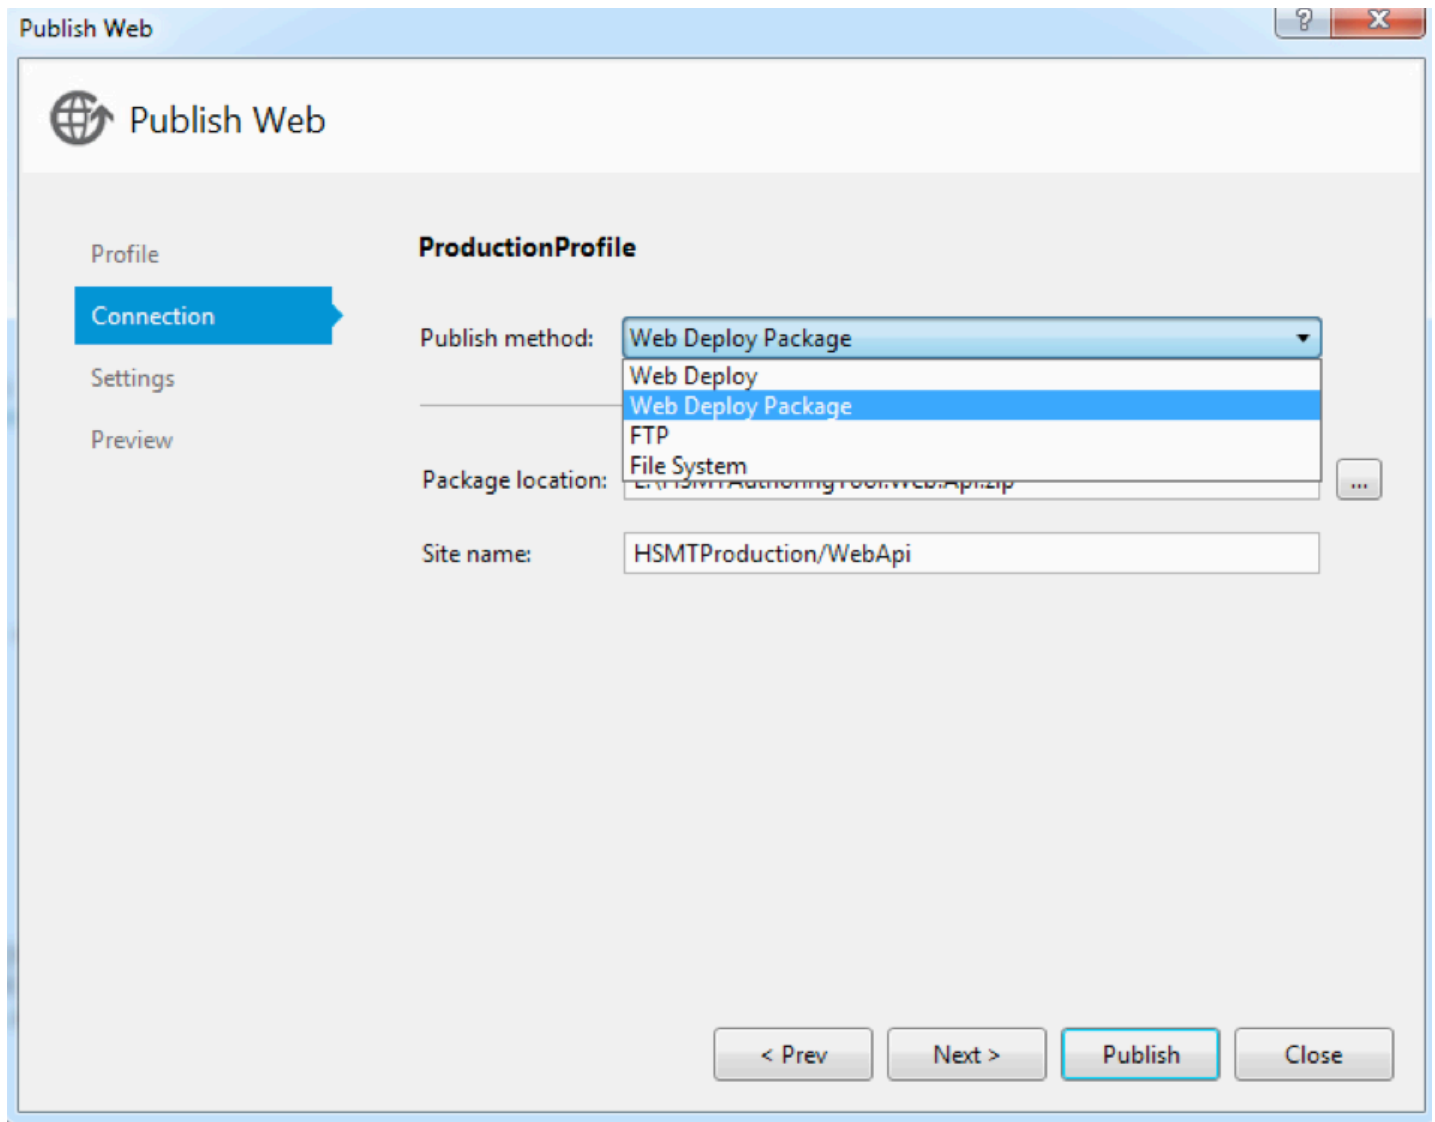 Publish Web
?
X
Publish Web
Profile
Connection
Settings
Preview
ProductionProfile
Publish method:
Web Deploy Package
Web Deploy
Web Deploy Package
FTP
File System
Package location:
...
Site name:
HSMTProduction/WebApi
< Prev
Next >
Publish
Close